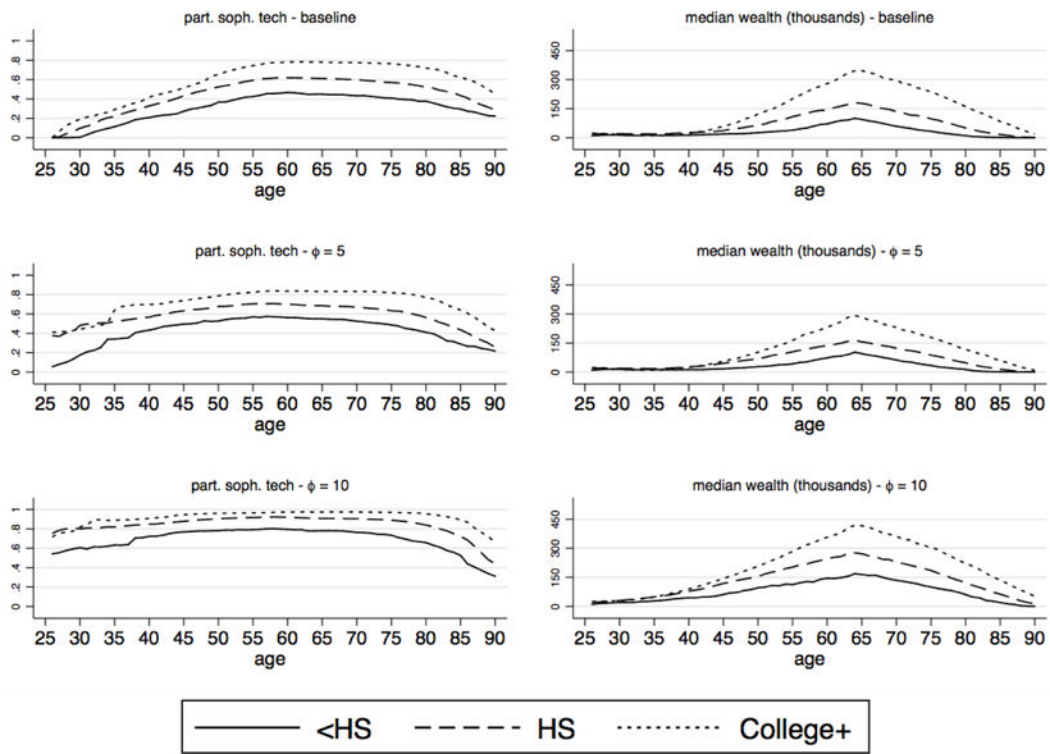 part. soph. tech - baseline
0 .2 .4 .6 .8 1
25 30 35 40 45 50 55 60 65 70 75 80 85 90
age
median wealth (thousands) - baseline
0 150 300 450
25 30 35 40 45 50 55 60 65 70 75 80 85 90
age
part. soph. tech - ϕ = 5
0 .2 .4 .6 .8 1
25 30 35 40 45 50 55 60 65 70 75 80 85 90
age
median wealth (thousands) - ϕ = 5
0 150 300 450
25 30 35 40 45 50 55 60 65 70 75 80 85 90
age
part. soph. tech - ϕ = 10
0 .2 .4 .6 .8 1
25 30 35 40 45 50 55 60 65 70 75 80 85 90
age
median wealth (thousands) - ϕ = 10
0 150 300 450
25 30 35 40 45 50 55 60 65 70 75 80 85 90
age
<HS HS College+